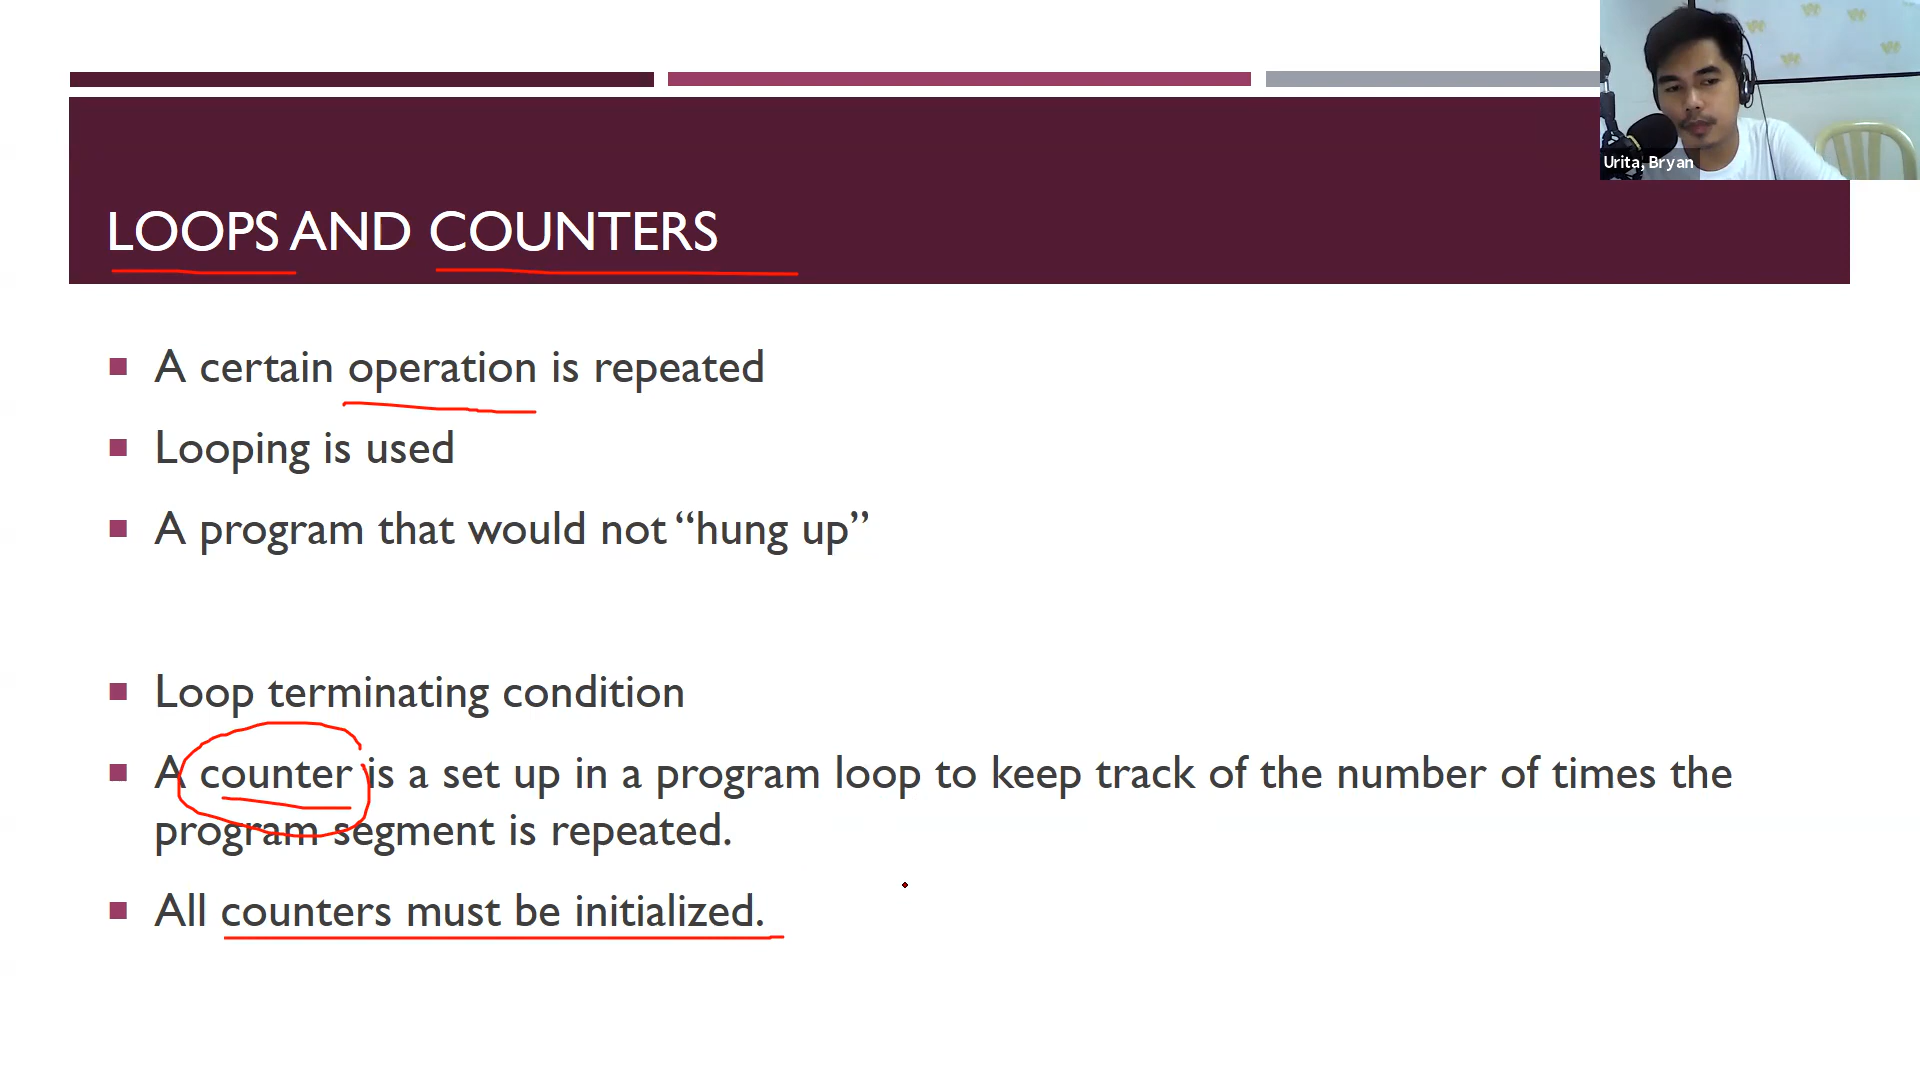 Urita, Bryan
LOOPS AND COUNTERS
A certain operation is repeated
Looping is used
A program that would not “hung up”
Loop terminating condition
A counter is a set up in a program loop to keep track of the number of times the
program segment is repeated.
All counters must be initialized.